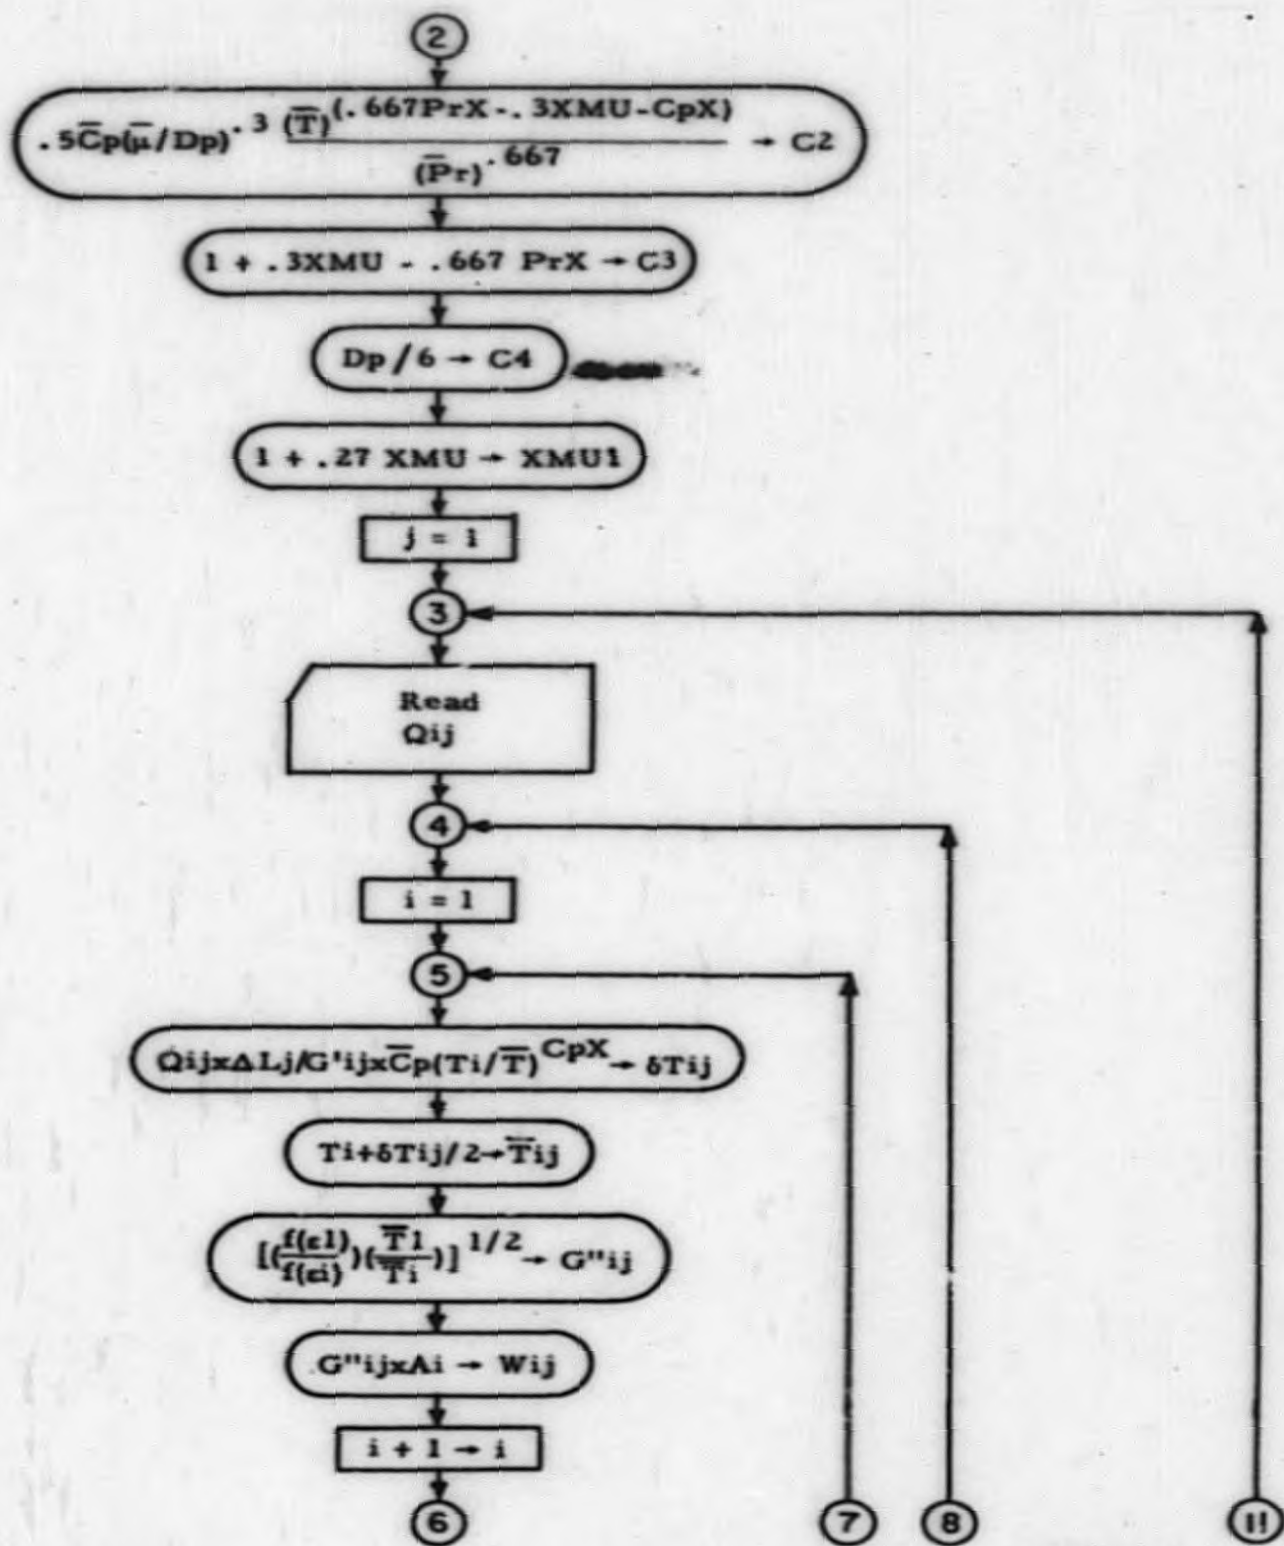 2
.5C̅p(μ̅/Dp)^.3 (T̅)^(.667PrX-.3XMU-CpX) / (P̅r)^.667 → C2
1 + .3XMU - .667 PrX → C3
Dp/6 → C4
1 + .27 XMU → XMU1
j = 1
3
Read
Qij
4
i = 1
5
QijxΔLj/G'ijxC̅p(Ti/T̅)^CpX → δTij
Ti+δTij/2→T̅ij
[(f(ε1)/f(εi))(T̅1/T̅i)]^1/2 → G"ij
G"ijxAi → Wij
i + 1 → i
6 7 8 11